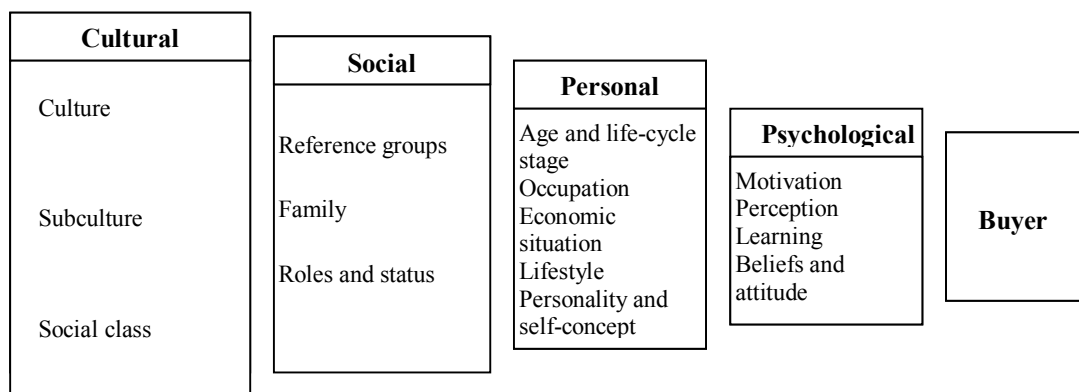 Cultural
Culture
Subculture
Social class
Social
Reference groups
Family
Roles and status
Personal
Age and life-cycle
stage
Occupation
Economic
situation
Lifestyle
Personality and
self-concept
Psychological
Motivation
Perception
Learning
Beliefs and
attitude
Buyer